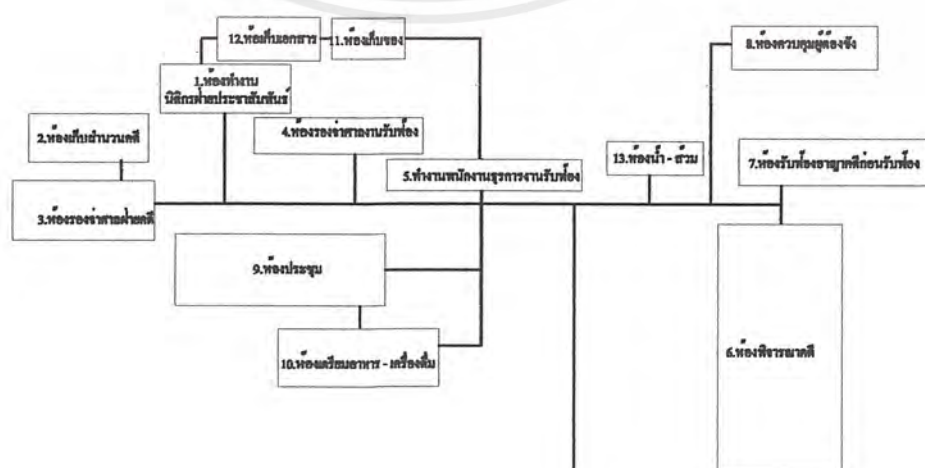 12.ห้องเก็บเอกสาร
11.ห้องเก็บของ
8.ห้องควบคุมผู้ต้องขัง
1.ห้องทำงาน
นิติกรฝ่ายประชาสัมพันธ์
2.ห้องเก็บสำนวนคดี
4.ห้องรองจ่าศาลงานรับฟ้อง
13.ห้องน้ำ - ส้วม
7.ห้องรับฟ้องอาญาคดีก่อนรับฟ้อง
5.ทำงานพนักงานธุรการงานรับฟ้อง
3.ห้องรองจ่าศาลฝ่ายคดี
9.ห้องประชุม
10.ห้องเตรียมอาหาร - เครื่องดื่ม
6.ห้องพิจารณาคดี